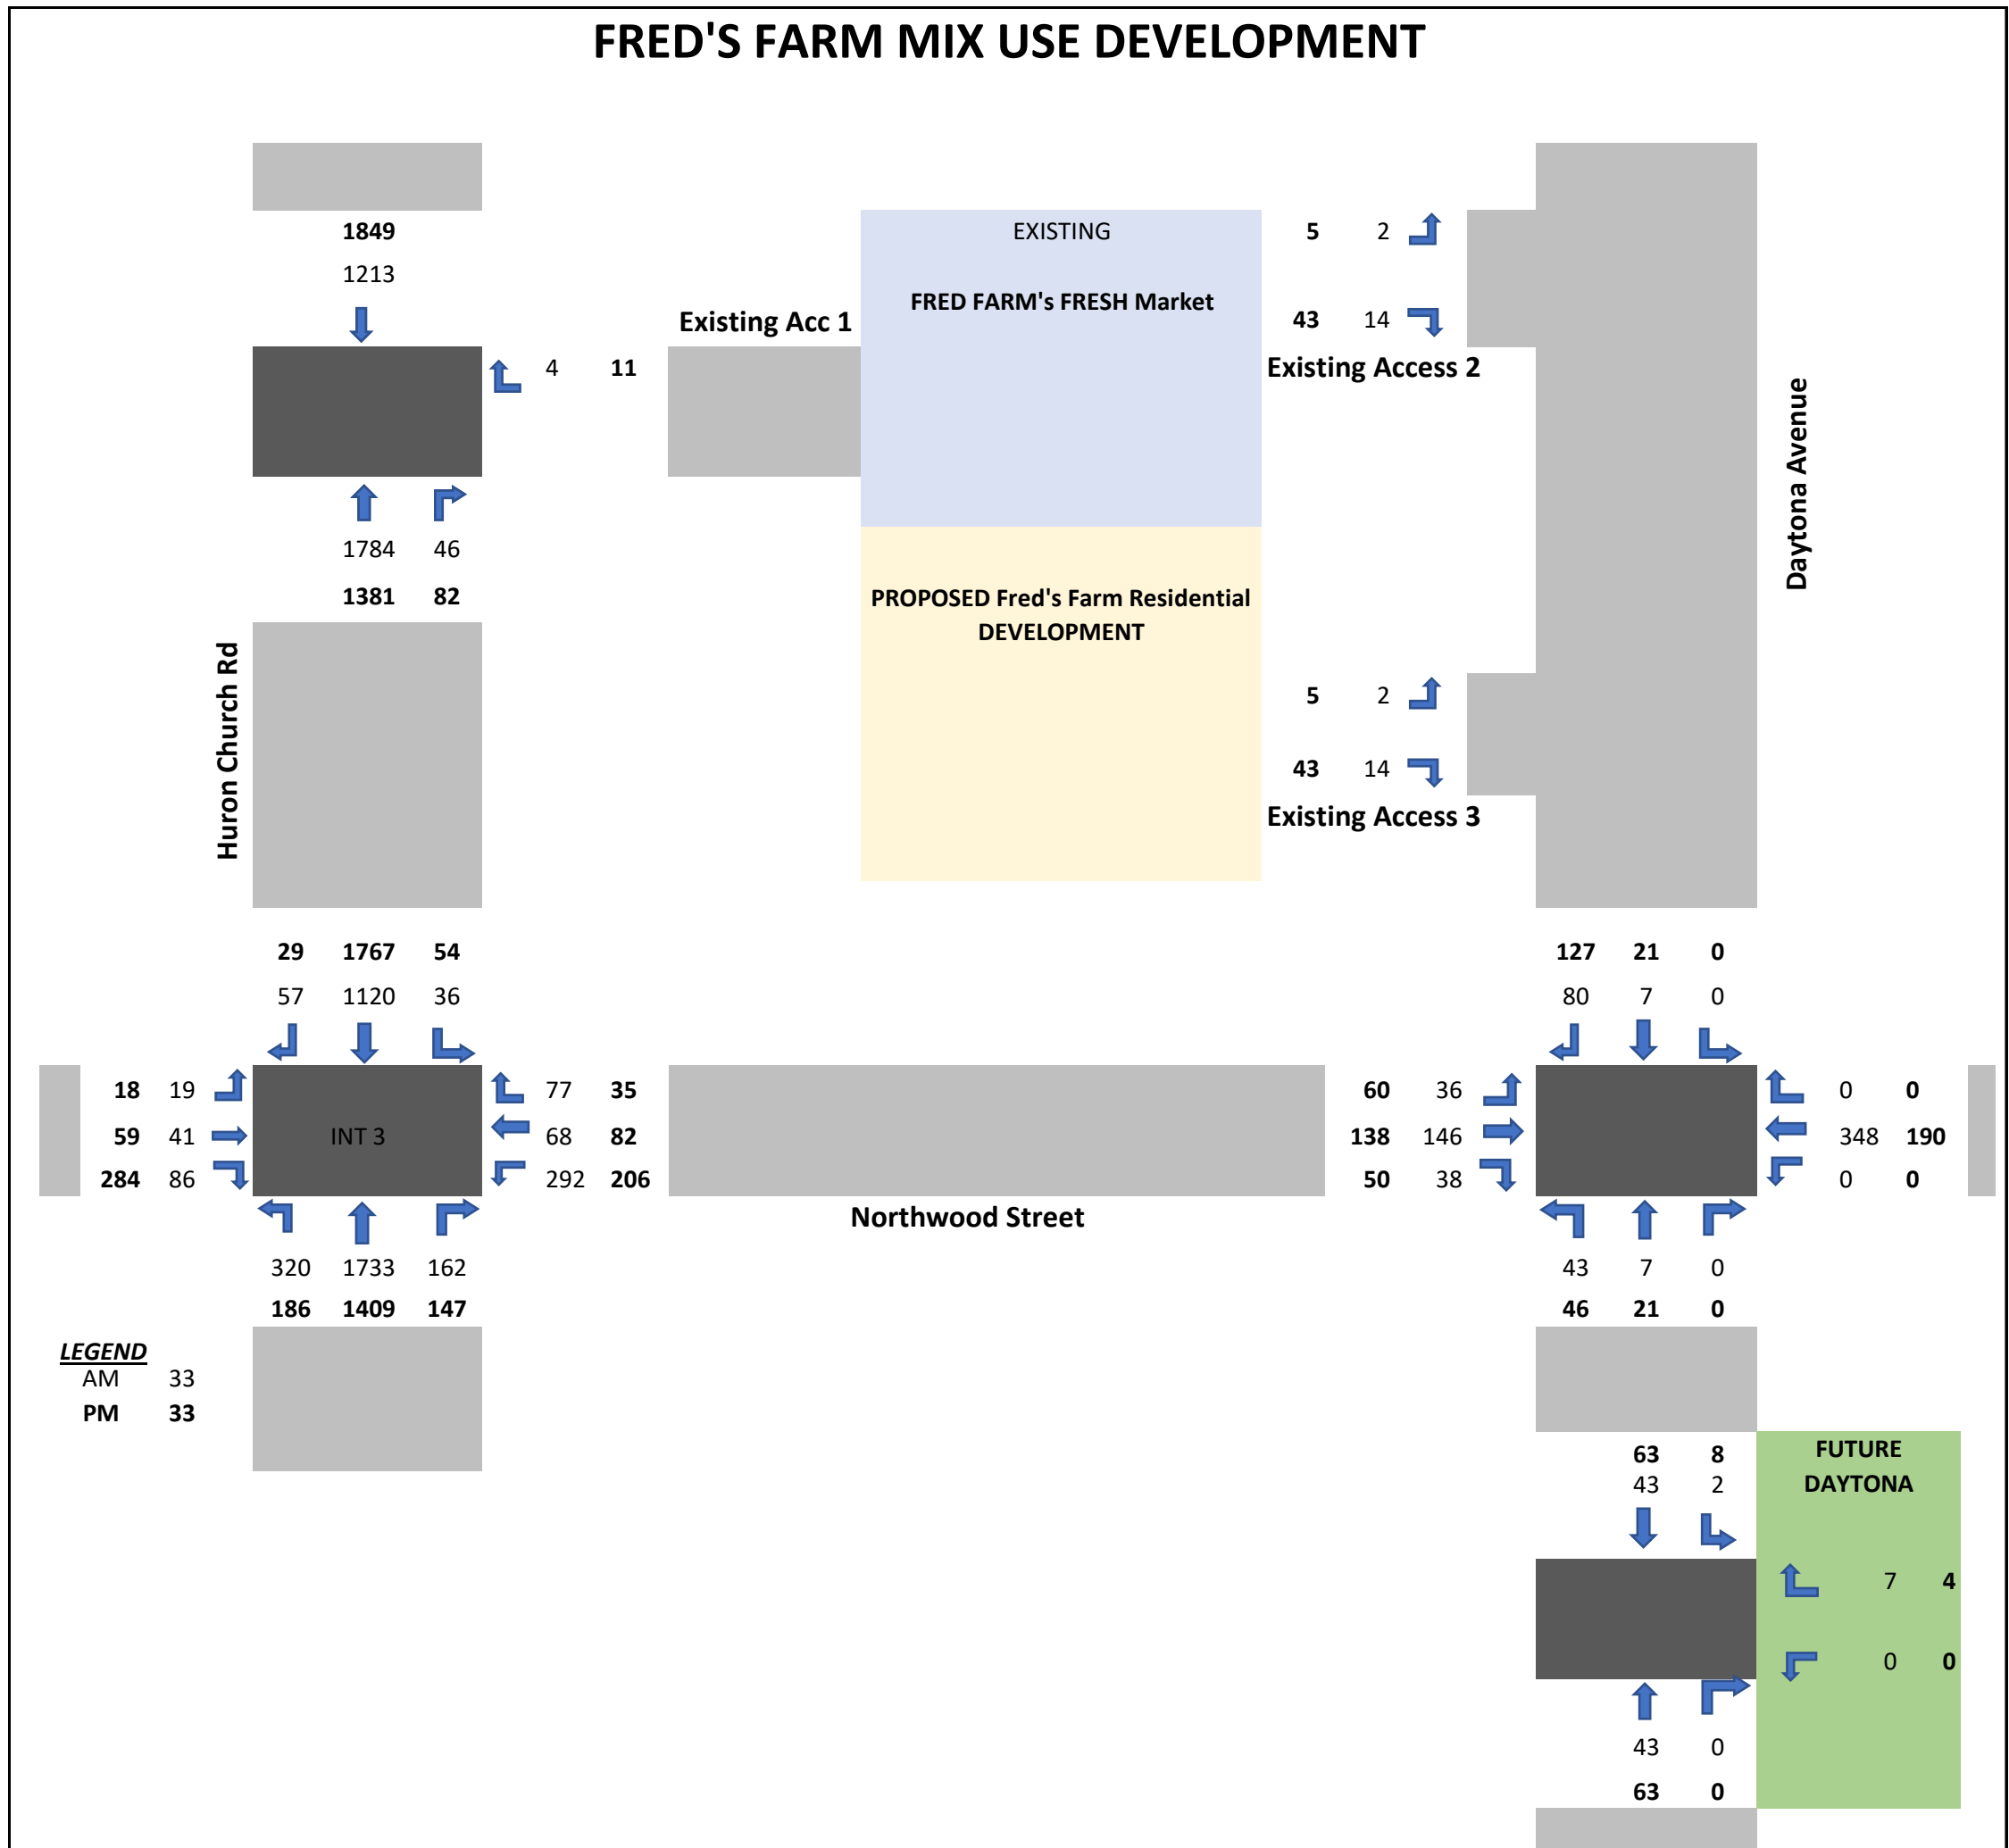 FRED'S FARM MIX USE DEVELOPMENT
1849
1213
EXISTING
5 2
FRED FARM's FRESH Market
Existing Acc 1
43 14
4 11
Existing Access 2
Daytona Avenue
1784 46
1381 82
PROPOSED Fred's Farm Residential
DEVELOPMENT
Huron Church Rd
5 2
43 14
Existing Access 3
29 1767 54
127 21 0
57 1120 36
80 7 0
18 19
77 35
60 36
0 0
59 41
INT 3
68 82
138 146
348 190
284 86
292 206
50 38
0 0
Northwood Street
320 1733 162
43 7 0
186 1409 147
46 21 0
LEGEND
AM 33
PM 33
63 8
43 2
FUTURE
DAYTONA
7 4
0 0
43 0
63 0